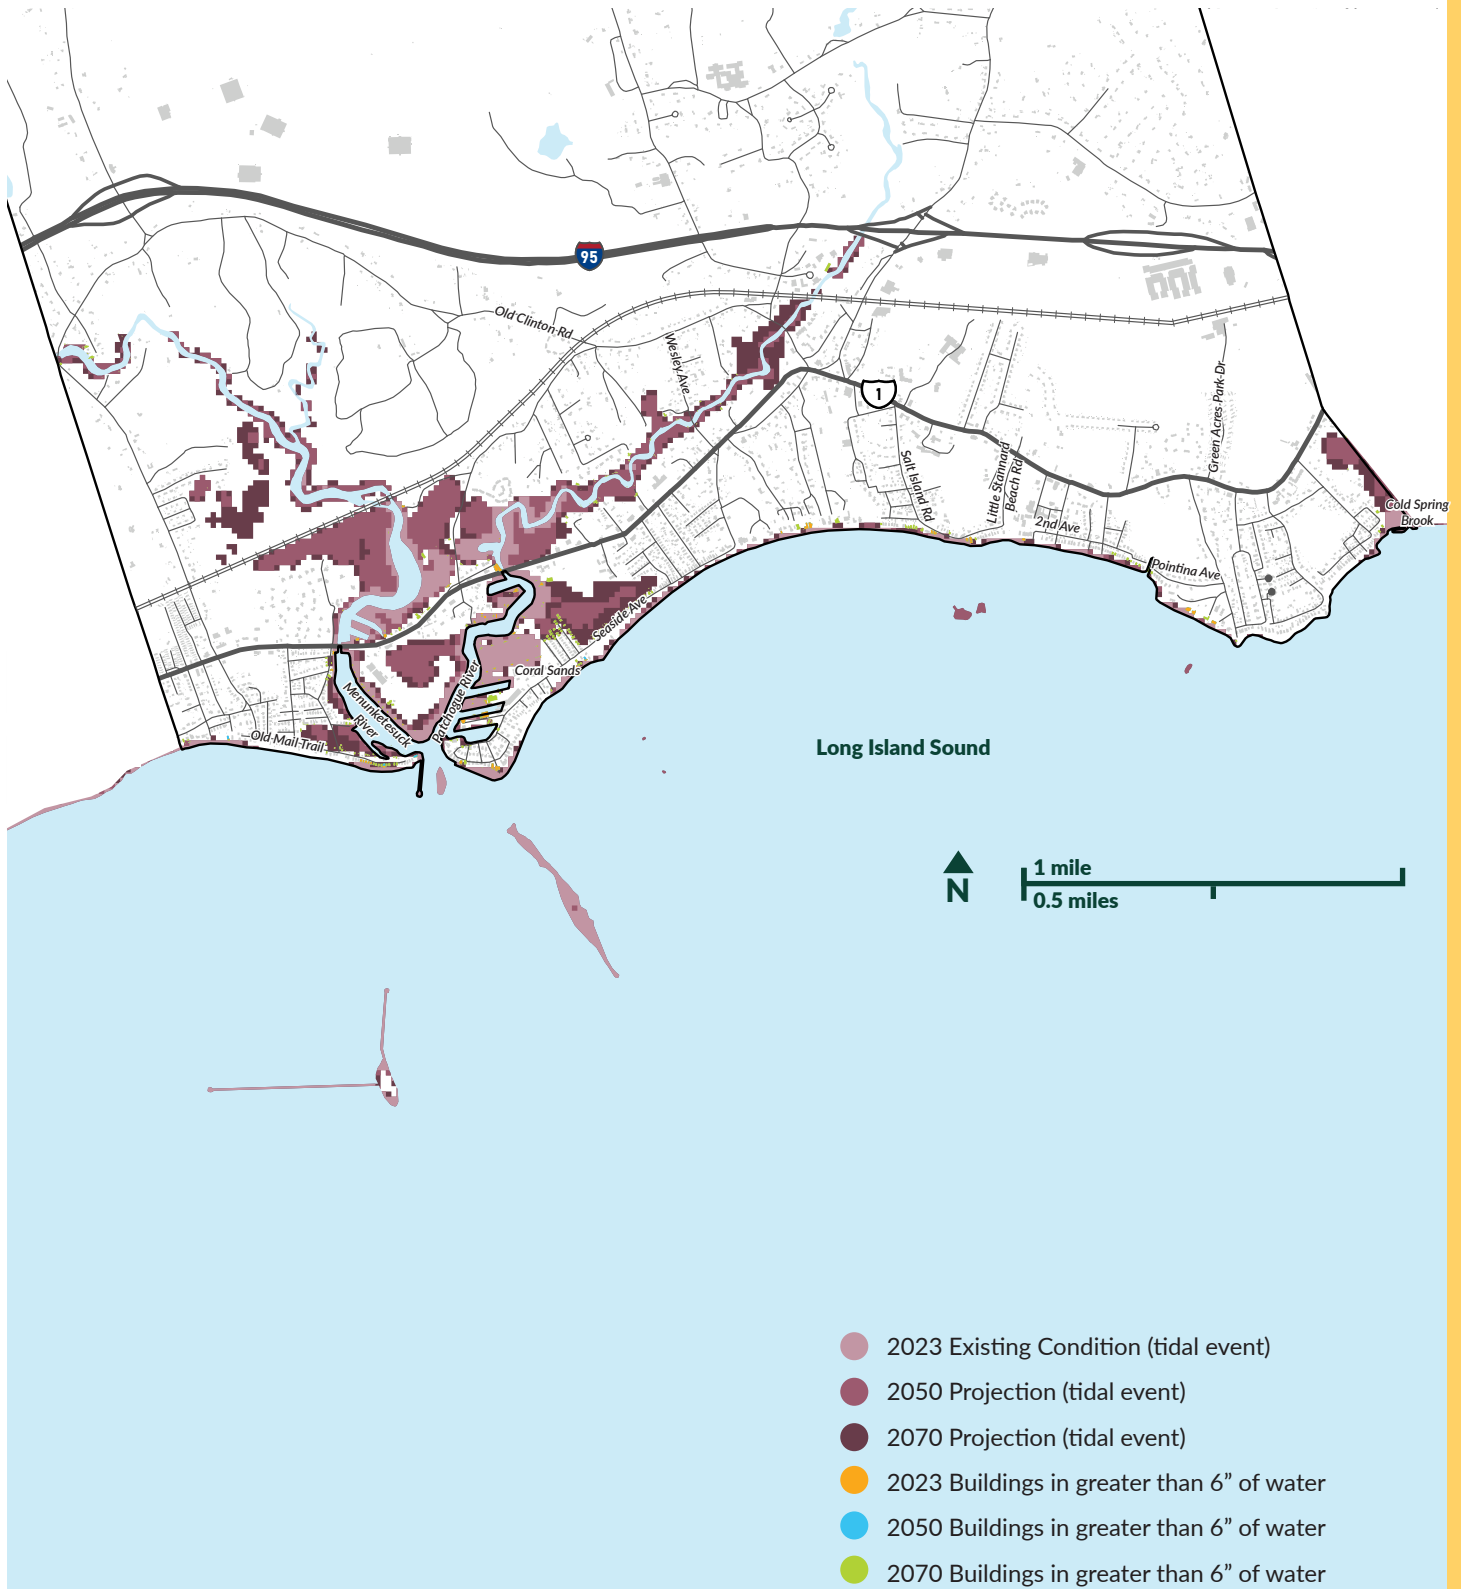 95
Old Clinton Rd
Wesley Ave
1
Green Acres Park Dr
Salt Island Rd
Little Stannard
Beach Rd
2nd Ave
Cold Spring
Brook
Pointina Ave
Seaside Ave
Coral Sands
Patchogue River
Menunketesuck
River
Old Mail Trail
Long Island Sound
N
1 mile
0.5 miles
2023 Existing Condition (tidal event)
2050 Projection (tidal event)
2070 Projection (tidal event)
2023 Buildings in greater than 6” of water
2050 Buildings in greater than 6” of water
2070 Buildings in greater than 6” of water